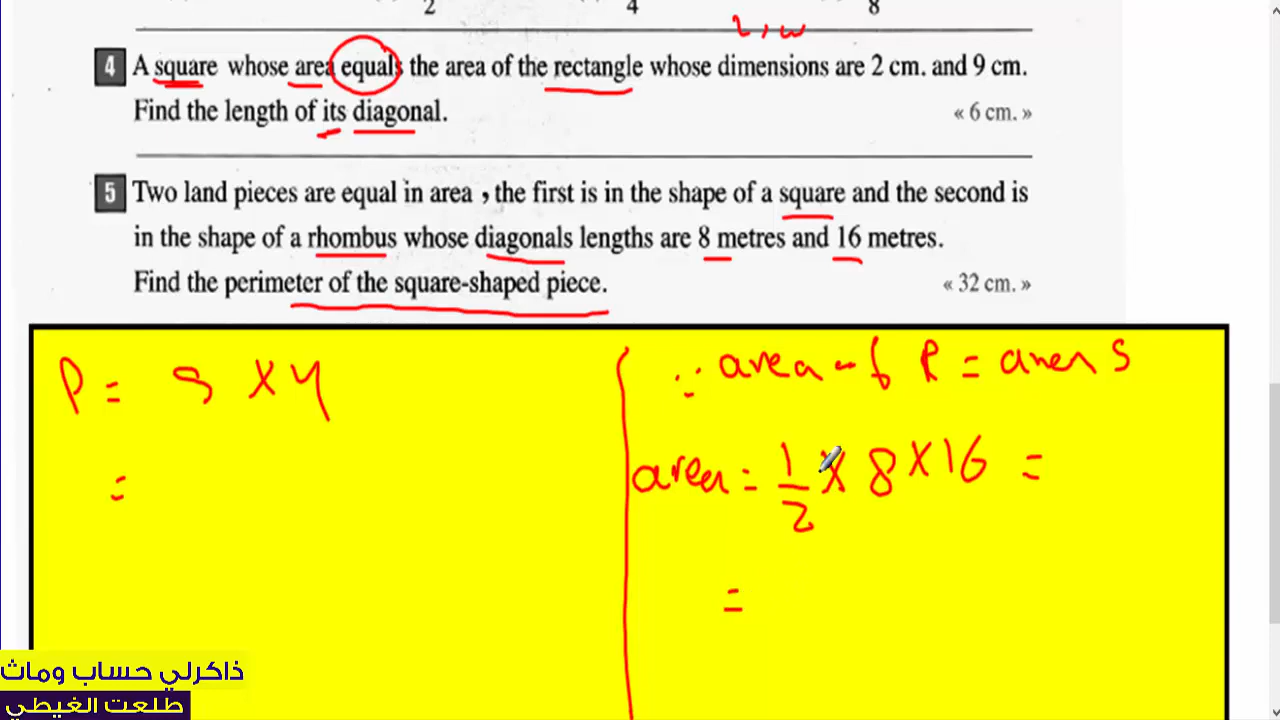 2 4 8
L , w
4 A square whose area equals the area of the rectangle whose dimensions are 2 cm. and 9 cm.
Find the length of its diagonal. « 6 cm. »
5 Two land pieces are equal in area , the first is in the shape of a square and the second is
in the shape of a rhombus whose diagonals lengths are 8 metres and 16 metres.
Find the perimeter of the square-shaped piece. « 32 cm. »
P = S × 4
=
∵ area of R = area S
area = 1/2 × 8 × 16 =
=
ذاكرلي حساب وماث
طلعت الغيطي